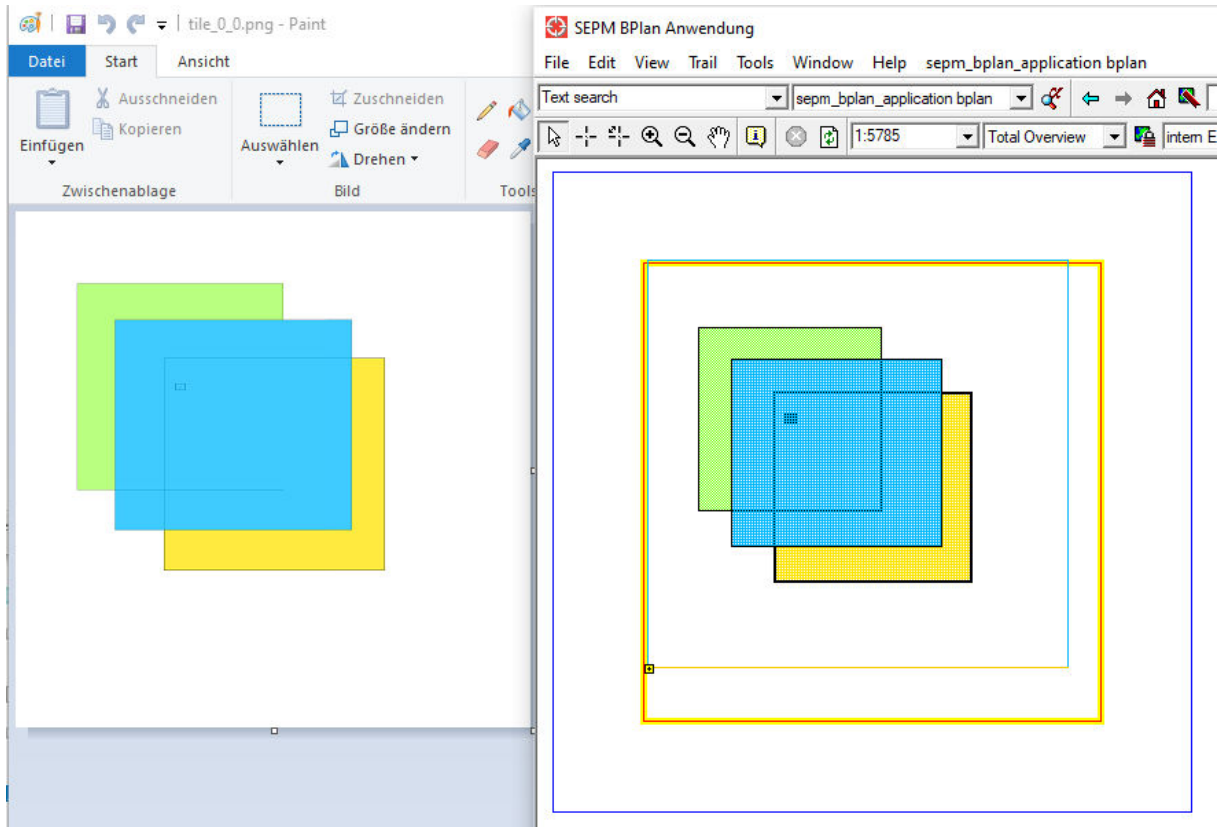 tile_0_0.png - Paint
Datei Start Ansicht
Einfügen
Ausschneiden
Kopieren
Zwischenablage
Auswählen
Zuschneiden
Größe ändern
Drehen
Bild
Tools
SEPM BPlan Anwendung
File Edit View Trail Tools Window Help sepm_bplan_application bplan
Text search sepm_bplan_application bplan
1:5785 Total Overview intern E